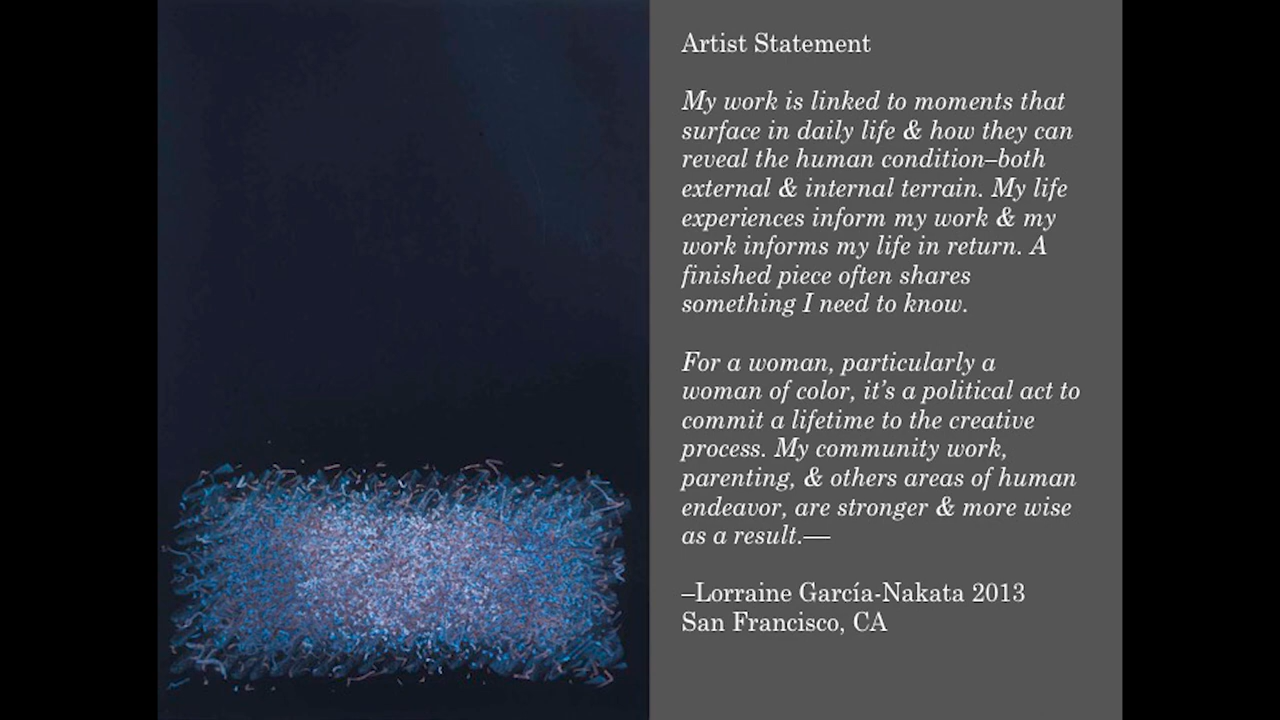 Artist Statement
My work is linked to moments that
surface in daily life & how they can
reveal the human condition–both
external & internal terrain. My life
experiences inform my work & my
work informs my life in return. A
finished piece often shares
something I need to know.
For a woman, particularly a
woman of color, it’s a political act to
commit a lifetime to the creative
process. My community work,
parenting, & others areas of human
endeavor, are stronger & more wise
as a result.—
–Lorraine García-Nakata 2013
San Francisco, CA